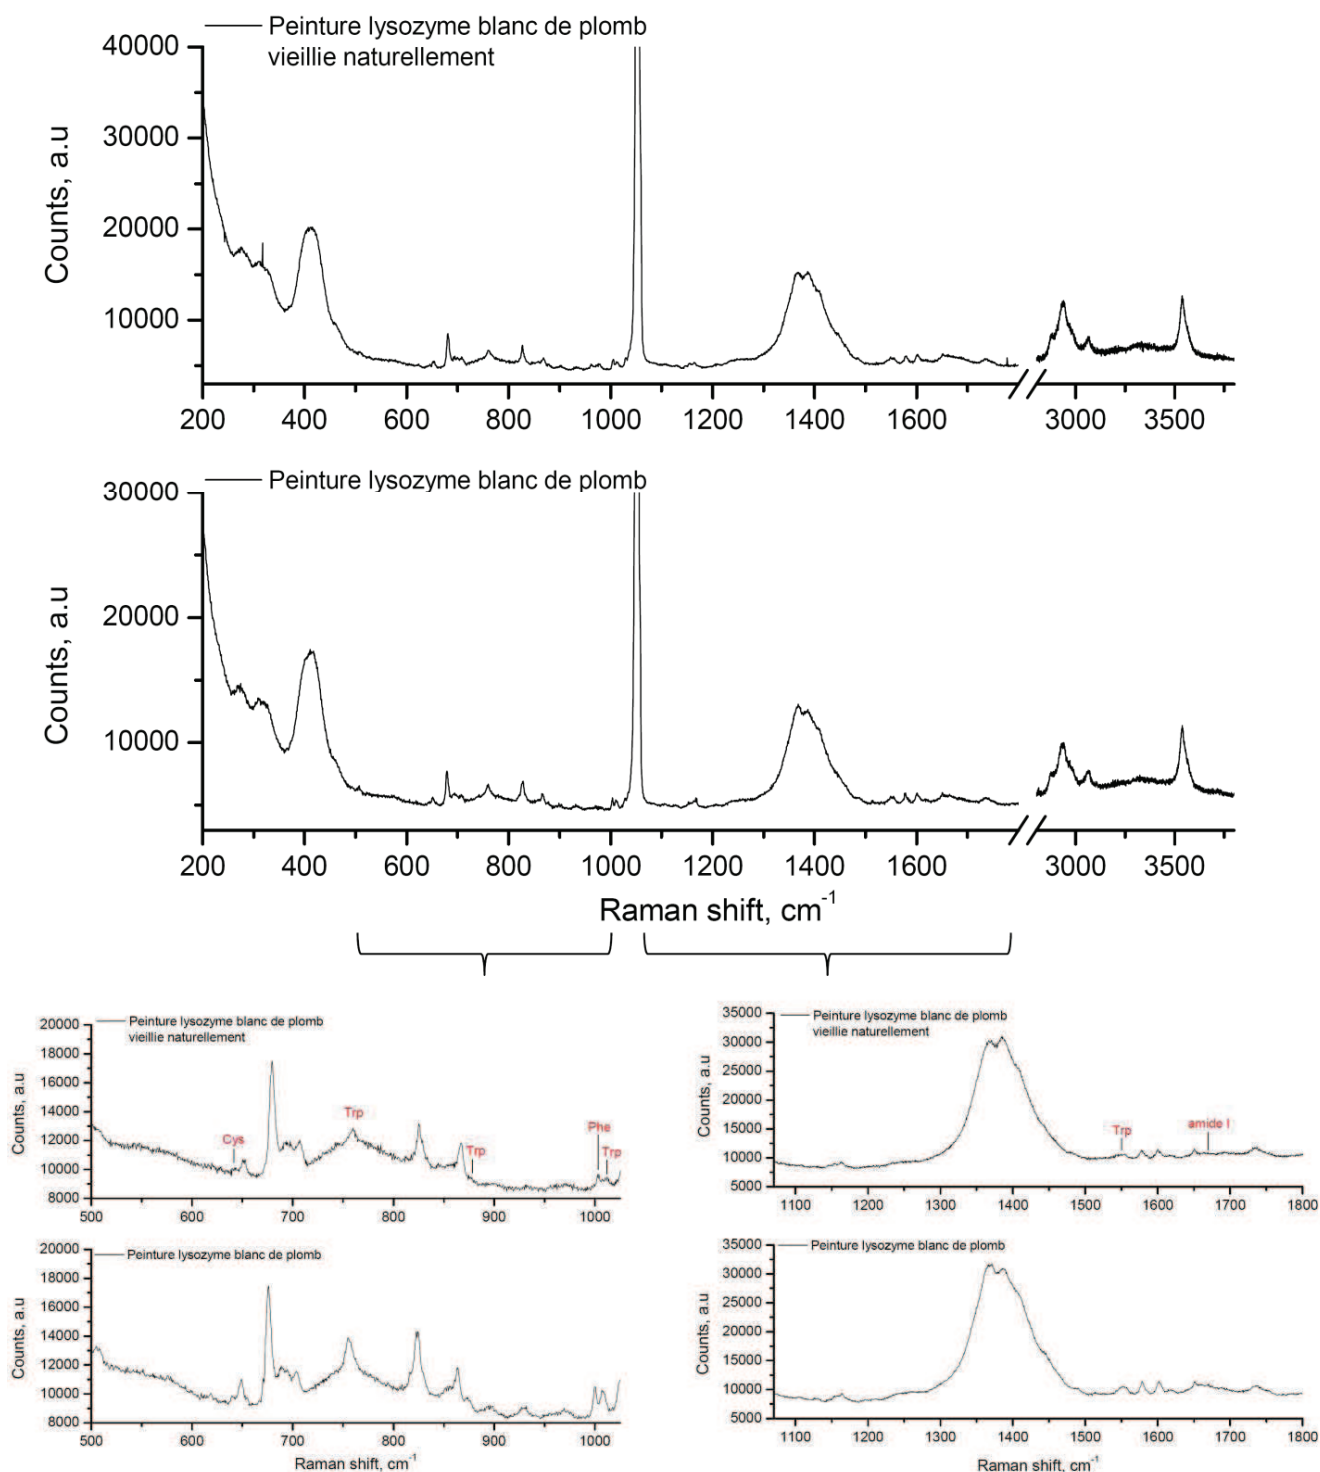 Peinture lysozyme blanc de plomb
vieillie naturellement
40000
30000
20000
10000
Counts, a.u
200 400 600 800 1000 1200 1400 1600 3000 3500
Peinture lysozyme blanc de plomb
30000
20000
10000
Counts, a.u
200 400 600 800 1000 1200 1400 1600 3000 3500
Raman shift, cm-1
Peinture lysozyme blanc de plomb
vieillie naturellement
20000
18000
16000
14000
12000
10000
8000
Counts, a.u
Cys
Trp
Trp
Phe
Trp
500 600 700 800 900 1000
Peinture lysozyme blanc de plomb
20000
18000
16000
14000
12000
10000
8000
Counts, a.u
500 600 700 800 900 1000
Raman shift, cm-1
Peinture lysozyme blanc de plomb
vieillie naturellement
35000
30000
25000
20000
15000
10000
5000
Counts, a.u
Trp
amide I
1100 1200 1300 1400 1500 1600 1700 1800
Peinture lysozyme blanc de plomb
35000
30000
25000
20000
15000
10000
5000
Counts, a.u
1100 1200 1300 1400 1500 1600 1700 1800
Raman shift, cm-1